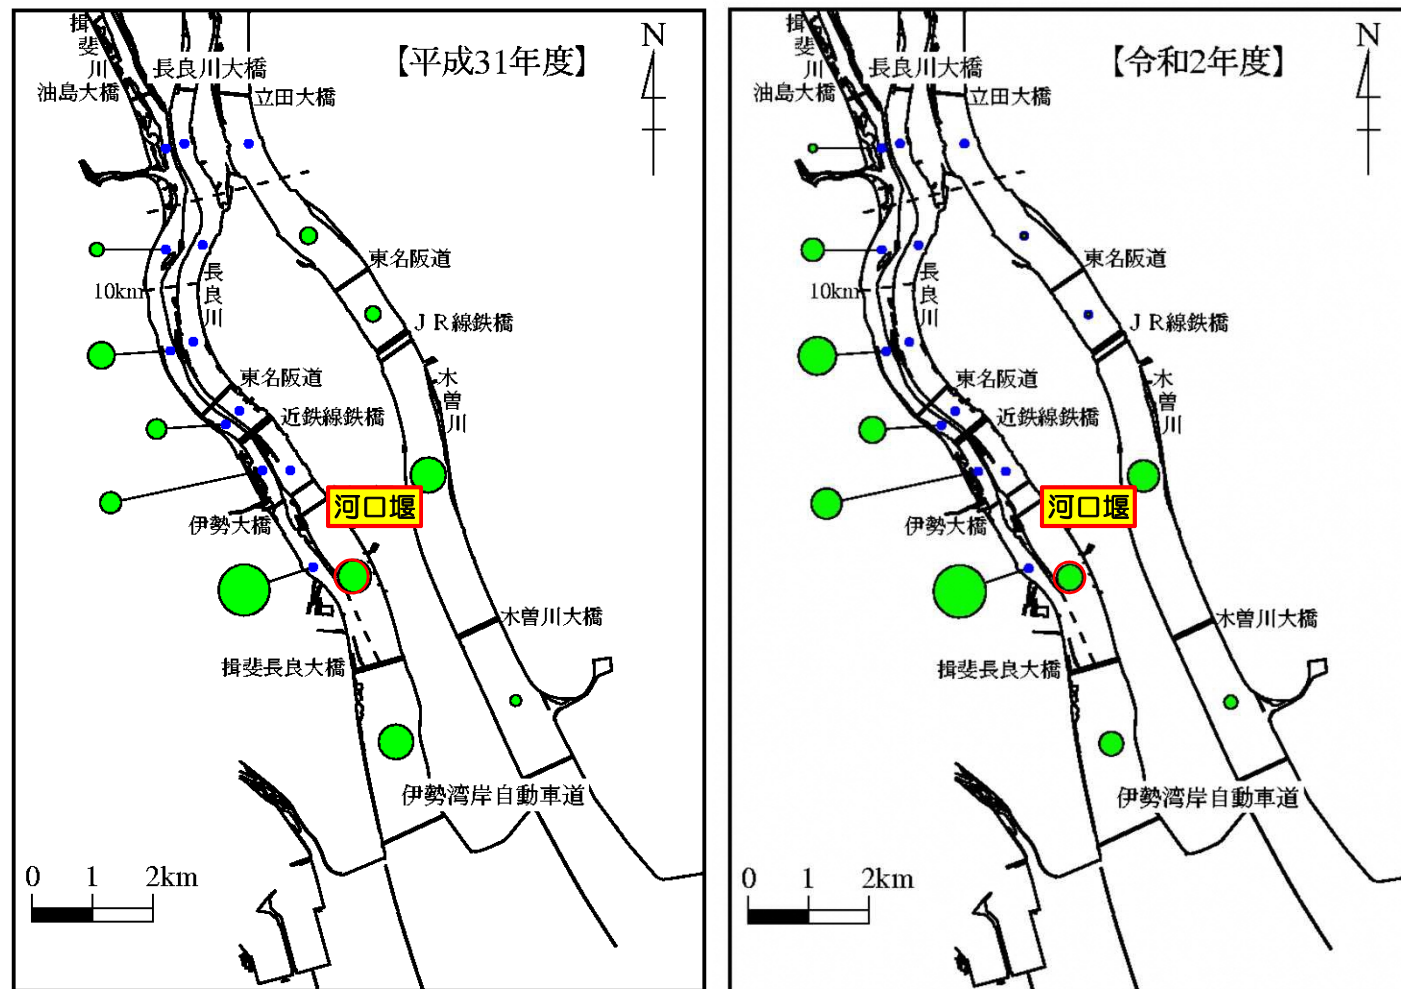 【平成31年度】
N
揖斐川
長良川大橋
油島大橋
立田大橋
東名阪道
長良川
10km
JR線鉄橋
東名阪道
木曽川
近鉄線鉄橋
河口堰
伊勢大橋
木曽川大橋
揖斐長良大橋
伊勢湾岸自動車道
0 1 2km
【令和2年度】
N
揖斐川
長良川大橋
油島大橋
立田大橋
東名阪道
長良川
10km
JR線鉄橋
東名阪道
木曽川
近鉄線鉄橋
河口堰
伊勢大橋
木曽川大橋
揖斐長良大橋
伊勢湾岸自動車道
0 1 2km